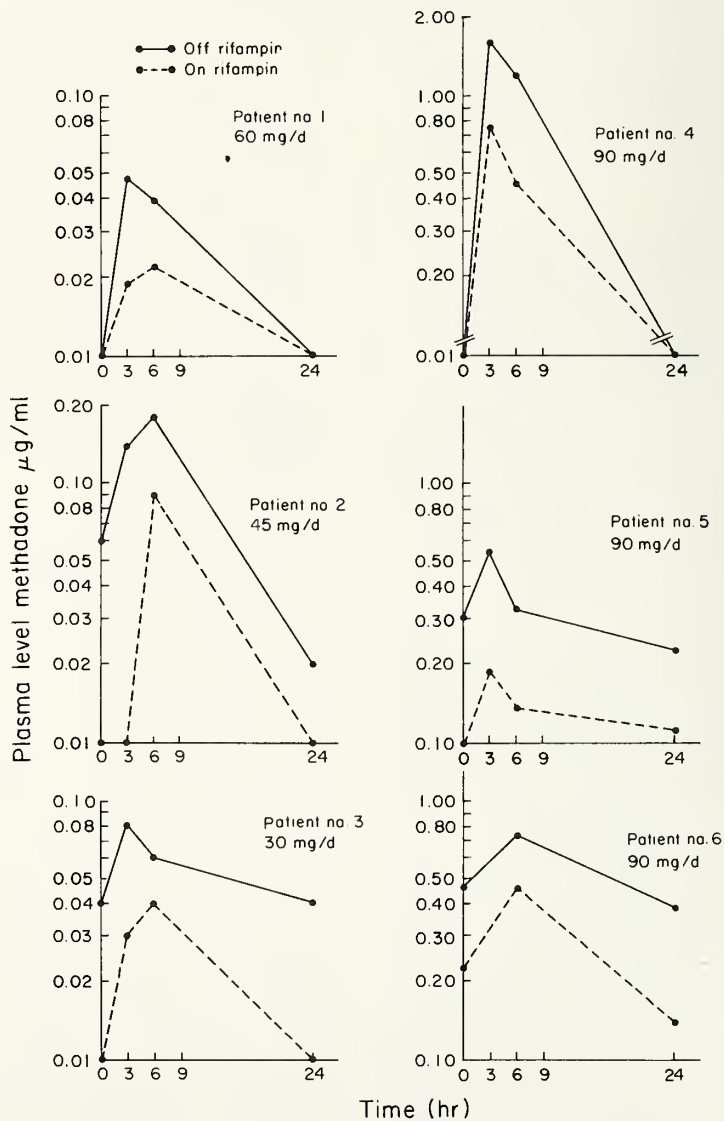 Off rifampin
On rifampin
Plasma level methadone µg/ml
Patient no. 1
60 mg/d
0.10
0.08
0.05
0.04
0.03
0.02
0.01
0 3 6 9 24
Patient no. 4
90 mg/d
2.00
1.00
0.80
0.50
0.40
0.30
0.20
0.01
0 3 6 9 24
Patient no 2
45 mg/d
0.20
0.10
0.08
0.05
0.04
0.03
0.02
0.01
0 3 6 9 24
Patient no. 5
90 mg/d
1.00
0.80
0.50
0.40
0.30
0.20
0.10
0 3 6 9 24
Patient no. 3
30 mg/d
0.10
0.08
0.05
0.04
0.03
0.02
0.01
0 3 6 9 24
Patient no. 6
90 mg/d
1.00
0.80
0.50
0.40
0.30
0.20
0.10
0 3 6 9 24
Time (hr)